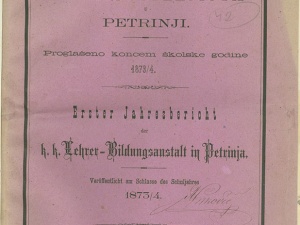 u
PETRINJI.
Proglašeno koncem školske godine
1873/4.
Erster Jahresbericht
der
k. k. Lehrer-Bildungsanstalt in Petrinja.
Veröffentlicht am Schlusse des Schuljahres
1873/4.